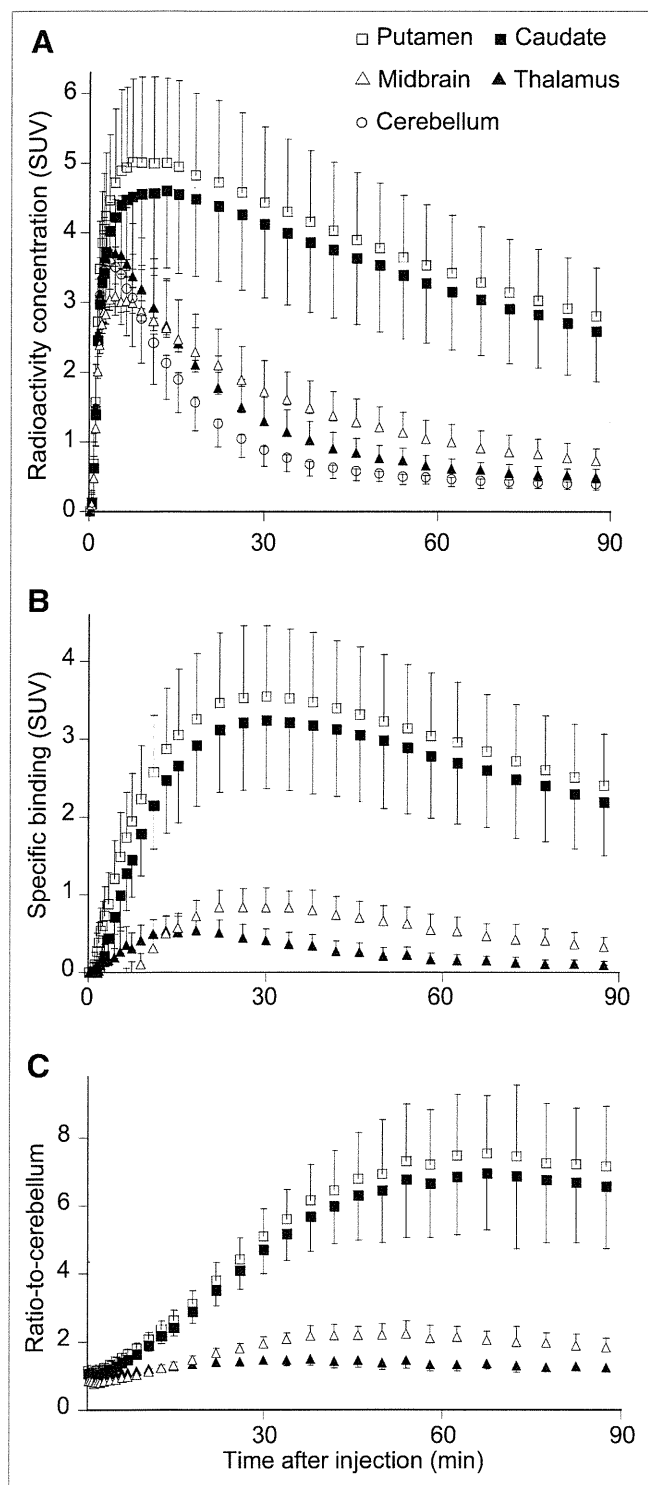 A
Putamen Caudate
Midbrain Thalamus
Cerebellum
Radioactivity concentration (SUV)
6
5
4
3
2
1
0
0 30 60 90
B
Specific binding (SUV)
4
3
2
1
0
0 30 60 90
C
Ratio-to-cerebellum
8
6
4
2
0
30 60 90
Time after injection (min)